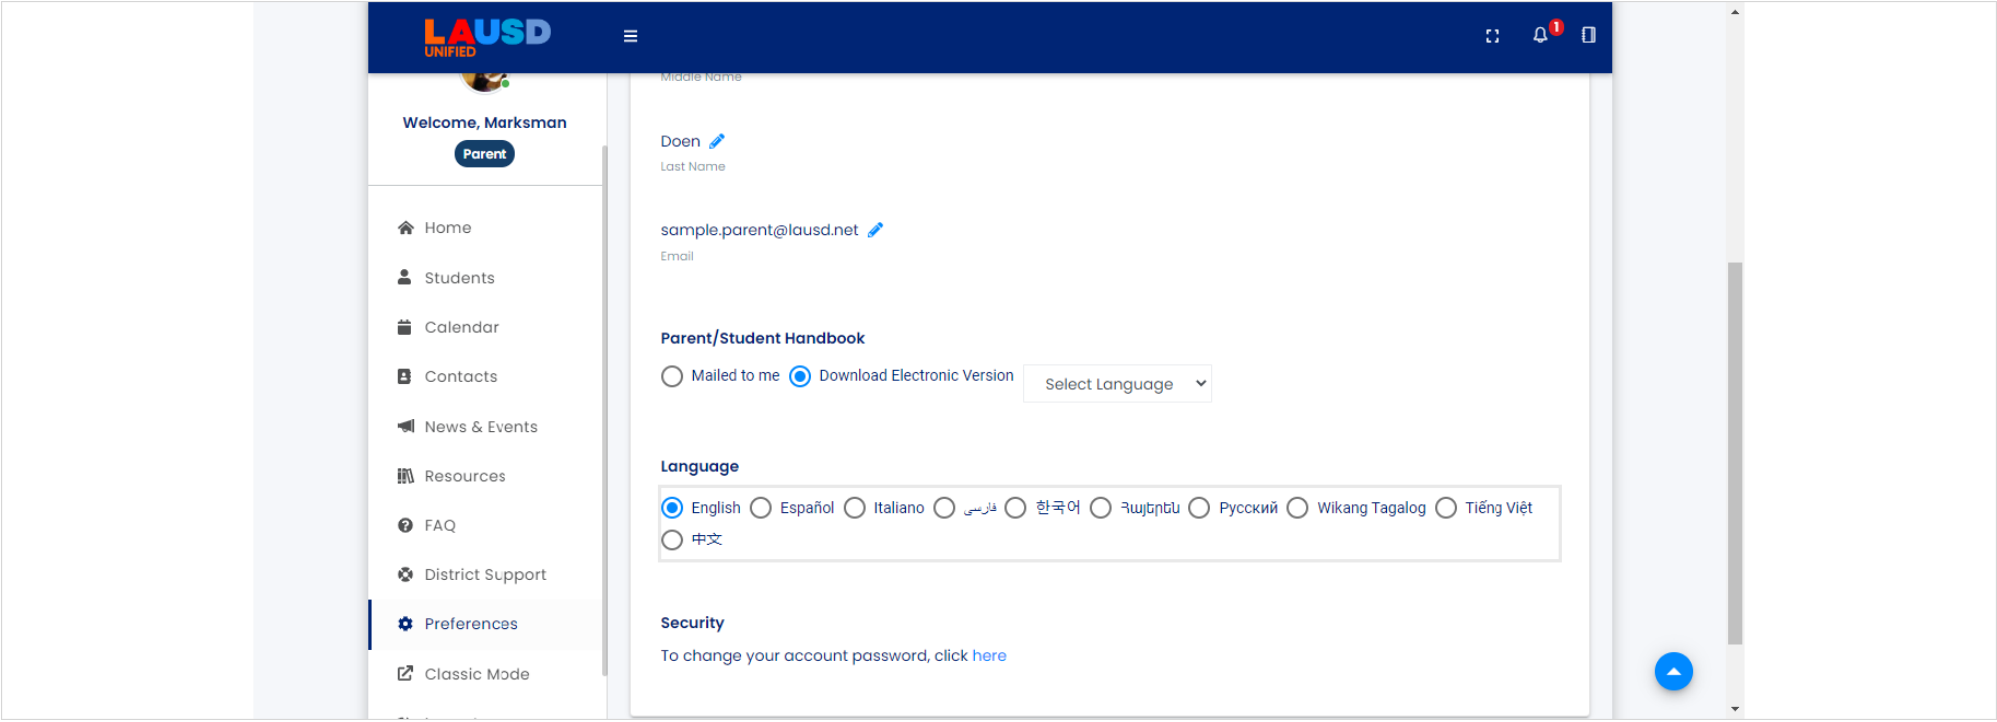 LAUSD
UNIFIED
1
Welcome, Marksman
Parent
Home
Students
Calendar
Contacts
News & Events
Resources
FAQ
District Support
Preferences
Classic Mode
Middle Name
Doen
Last Name
sample.parent@lausd.net
Email
Parent/Student Handbook
Mailed to me Download Electronic Version Select Language
Language
English Español Italiano فارسی 한국어 Հայերեն Русский Wikang Tagalog Tiếng Việt
中文
Security
To change your account password, click here